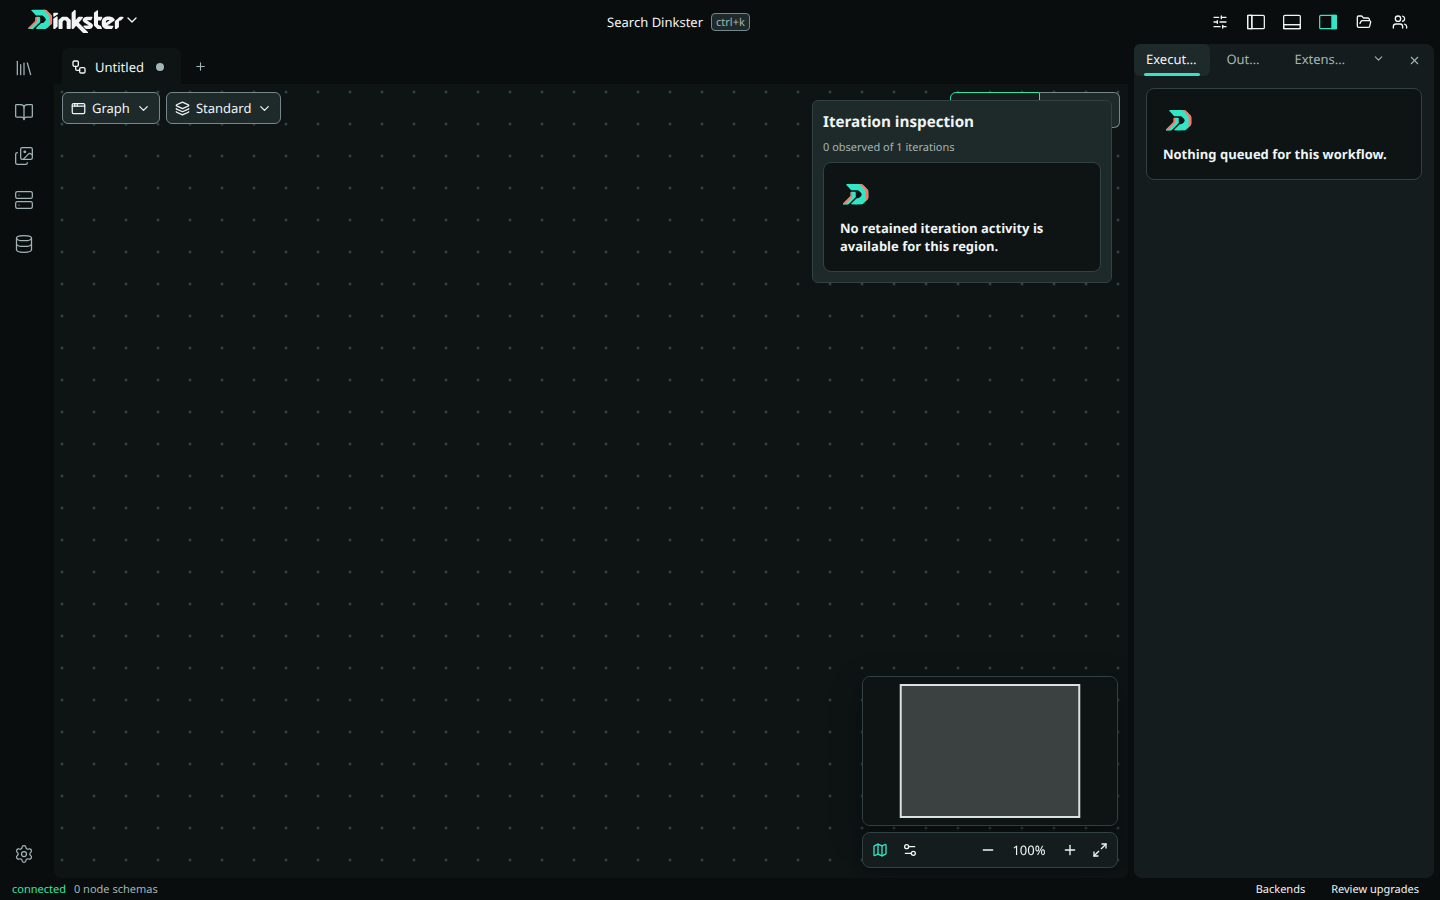 Dinkster
Search Dinkster ctrl+k
Untitled
Execut...
Out...
Extens...
Graph
Standard
Iteration inspection
0 observed of 1 iterations
No retained iteration activity is
available for this region.
Nothing queued for this workflow.
100%
connected
0 node schemas
Backends
Review upgrades